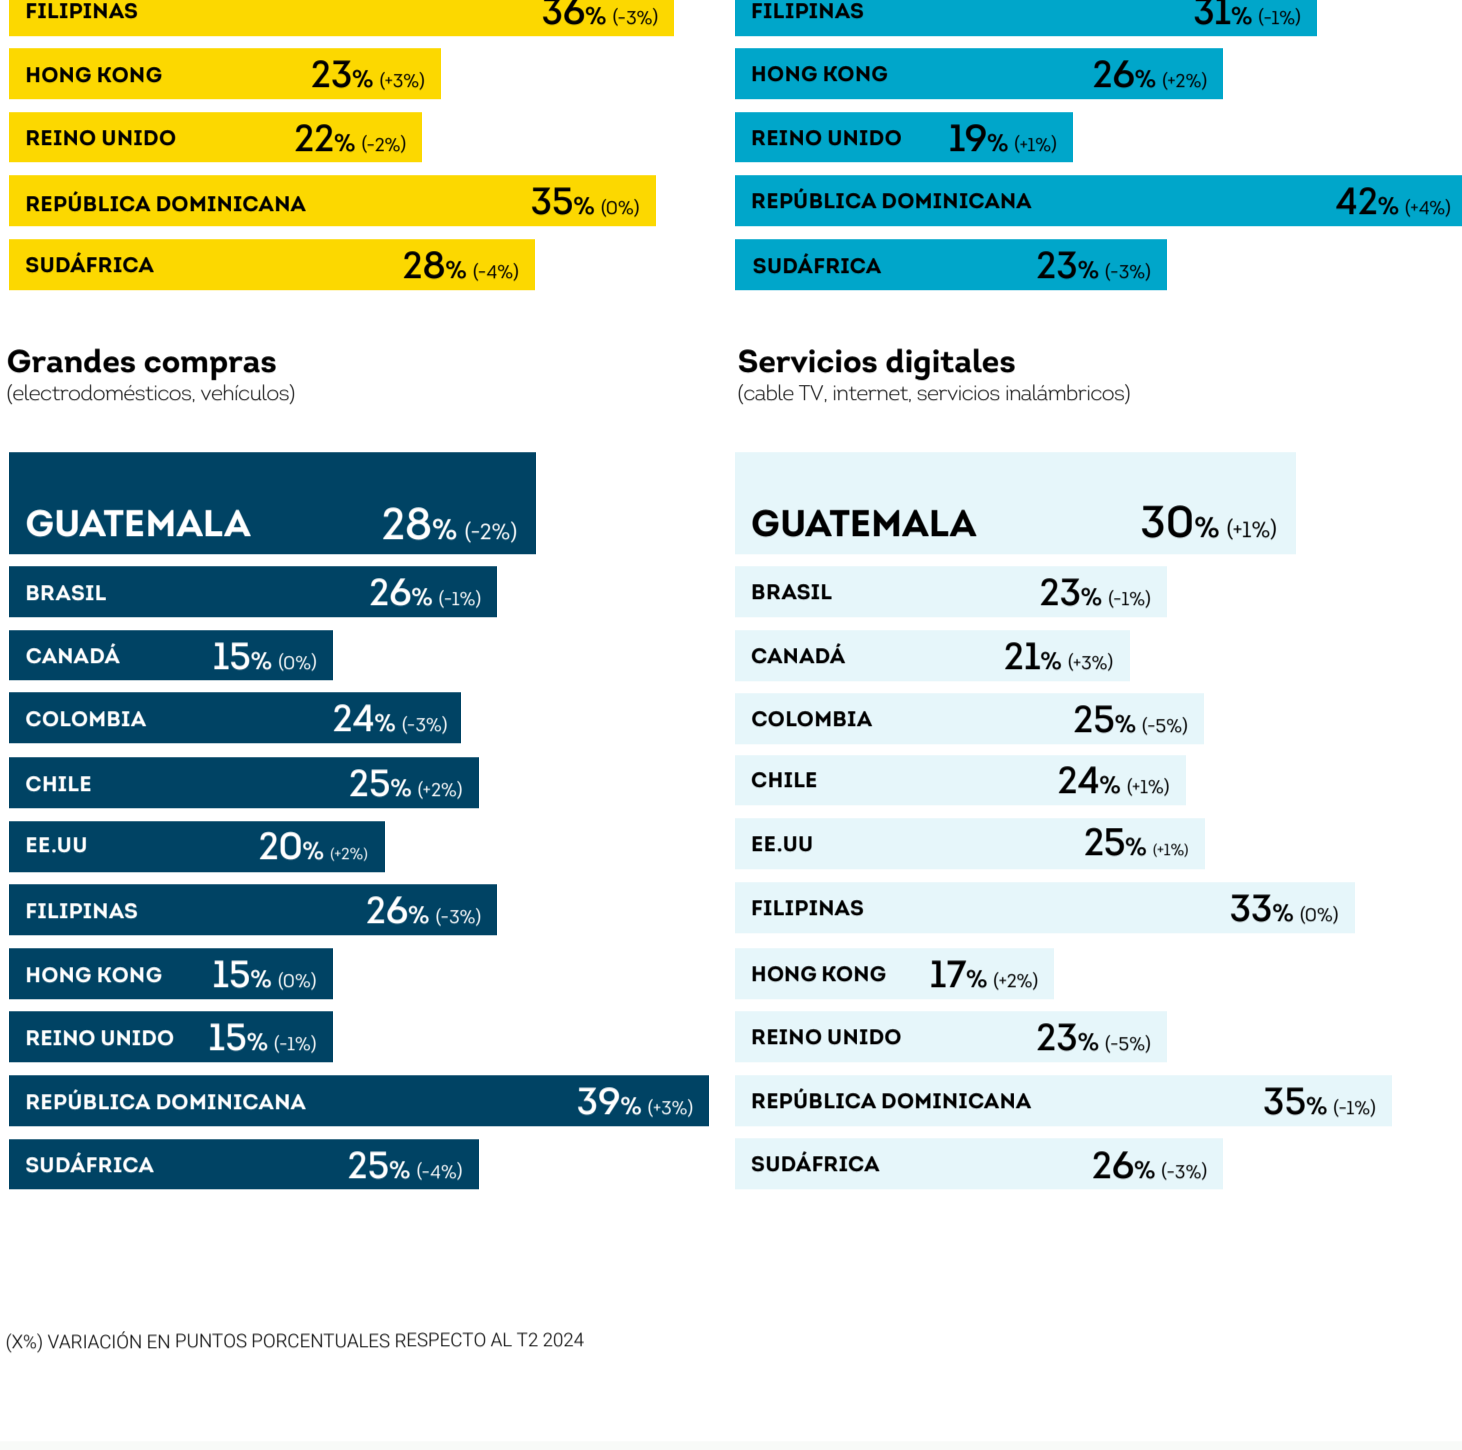 FILIPINAS 36% (-3%)
HONG KONG 23% (+3%)
REINO UNIDO 22% (-2%)
REPÚBLICA DOMINICANA 35% (0%)
SUDÁFRICA 28% (-4%)
FILIPINAS 31% (-1%)
HONG KONG 26% (+2%)
REINO UNIDO 19% (+1%)
REPÚBLICA DOMINICANA 42% (+4%)
SUDÁFRICA 23% (-3%)
Grandes compras
(electrodomésticos, vehículos)
GUATEMALA 28% (-2%)
BRASIL 26% (-1%)
CANADÁ 15% (0%)
COLOMBIA 24% (-3%)
CHILE 25% (+2%)
EE.UU 20% (+2%)
FILIPINAS 26% (-3%)
HONG KONG 15% (0%)
REINO UNIDO 15% (-1%)
REPÚBLICA DOMINICANA 39% (+3%)
SUDÁFRICA 25% (-4%)
Servicios digitales
(cable TV, internet, servicios inalámbricos)
GUATEMALA 30% (+1%)
BRASIL 23% (-1%)
CANADÁ 21% (+3%)
COLOMBIA 25% (-5%)
CHILE 24% (+1%)
EE.UU 25% (+1%)
FILIPINAS 33% (0%)
HONG KONG 17% (+2%)
REINO UNIDO 23% (-5%)
REPÚBLICA DOMINICANA 35% (-1%)
SUDÁFRICA 26% (-3%)
(X%) VARIACIÓN EN PUNTOS PORCENTUALES RESPECTO AL T2 2024